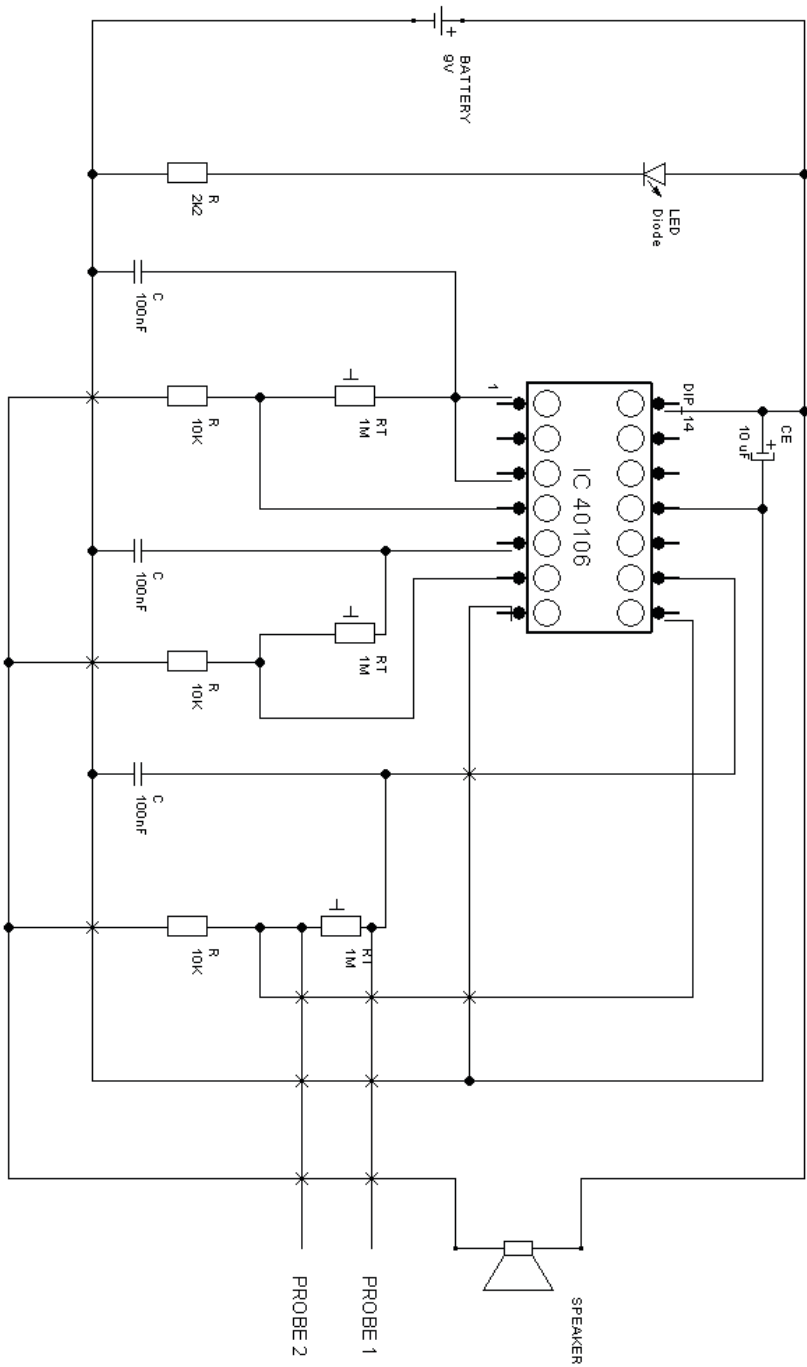 BATTERY
9V
R
2k2
LED
Diode
C
100nF
R
10K
RT
1M
1
DIP 14
CE
10 uF
IC 40106
C
100nF
RT
1M
R
10K
C
100nF
R
10K
RT
1M
PROBE 1
PROBE 2
SPEAKER